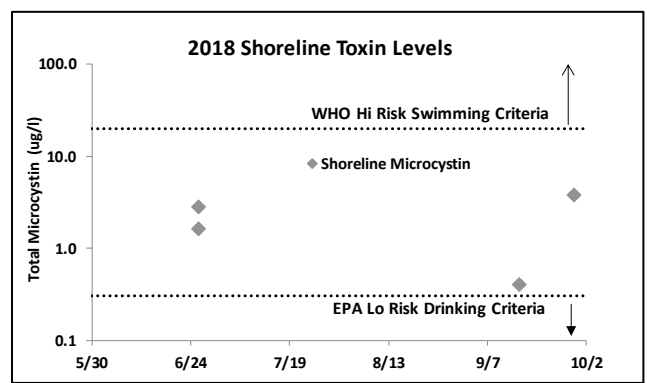 2018 Shoreline Toxin Levels
100.0
WHO Hi Risk Swimming Criteria
10.0
Shoreline Microcystin
Total Microcystin (ug/l)
1.0
EPA Lo Risk Drinking Criteria
0.1
5/30 6/24 7/19 8/13 9/7 10/2